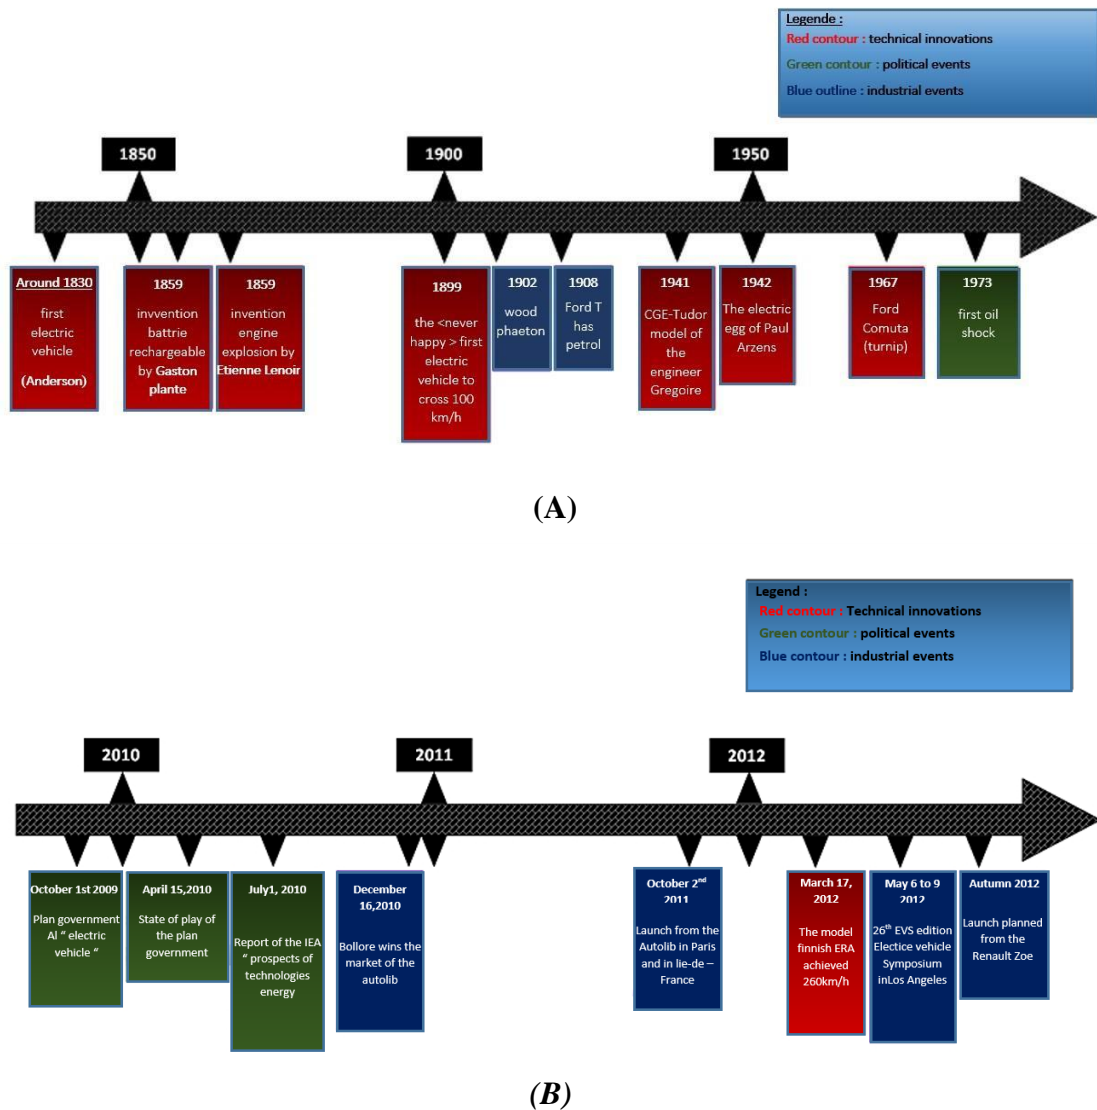 Legende :
Red contour : technical innovations
Green contour : political events
Blue outline : industrial events
1850
1900
1950
Around 1830
first
electric
vehicle
(Anderson)
1859
invvention
battrie
rechargeable
by Gaston
plante
1859
invention
engine
explosion by
Etienne Lenoir
1899
the <never
happy > first
electric
vehicle to
cross 100
km/h
1902
wood
phaeton
1908
Ford T
has
petrol
1941
CGE-Tudor
model of
the
engineer
Gregoire
1942
The electric
egg of Paul
Arzens
1967
Ford
Comuta
(turnip)
1973
first oil
shock
(A)
Legend :
Red contour : Technical innovations
Green contour : political events
Blue contour : industrial events
2010
2011
2012
October 1st 2009
Plan government
Al “ electric
vehicle “
April 15,2010
State of play of
the plan
government
July1, 2010
Report of the IEA
“ prospects of
technologies
energy
December
16,2010
Bollore wins the
market of the
autolib
October 2nd
2011
Launch from the
Autolib in Paris
and in lie-de –
France
March 17,
2012
The model
finnish ERA
achieved
260km/h
May 6 to 9
2012
26th EVS edition
Electice vehicle
Symposium
inLos Angeles
Autumn 2012
Launch planned
from the
Renault Zoe
(B)